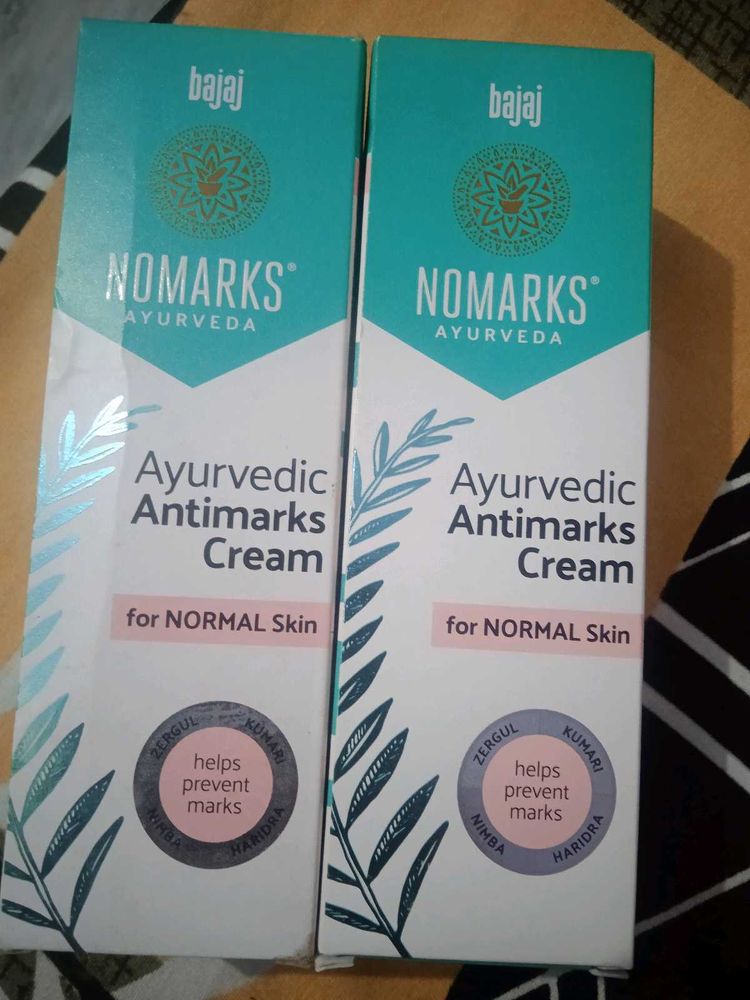 bajaj
NOMARKS®
AYURVEDA
Ayurvedic
Antimarks
Cream
for NORMAL Skin
ZERGUL
KUMARI
helps
prevent
marks
NIMBA
HARIDRA
bajaj
NOMARKS®
AYURVEDA
Ayurvedic
Antimarks
Cream
for NORMAL Skin
ZERGUL
KUMARI
helps
prevent
marks
NIMBA
HARIDRA